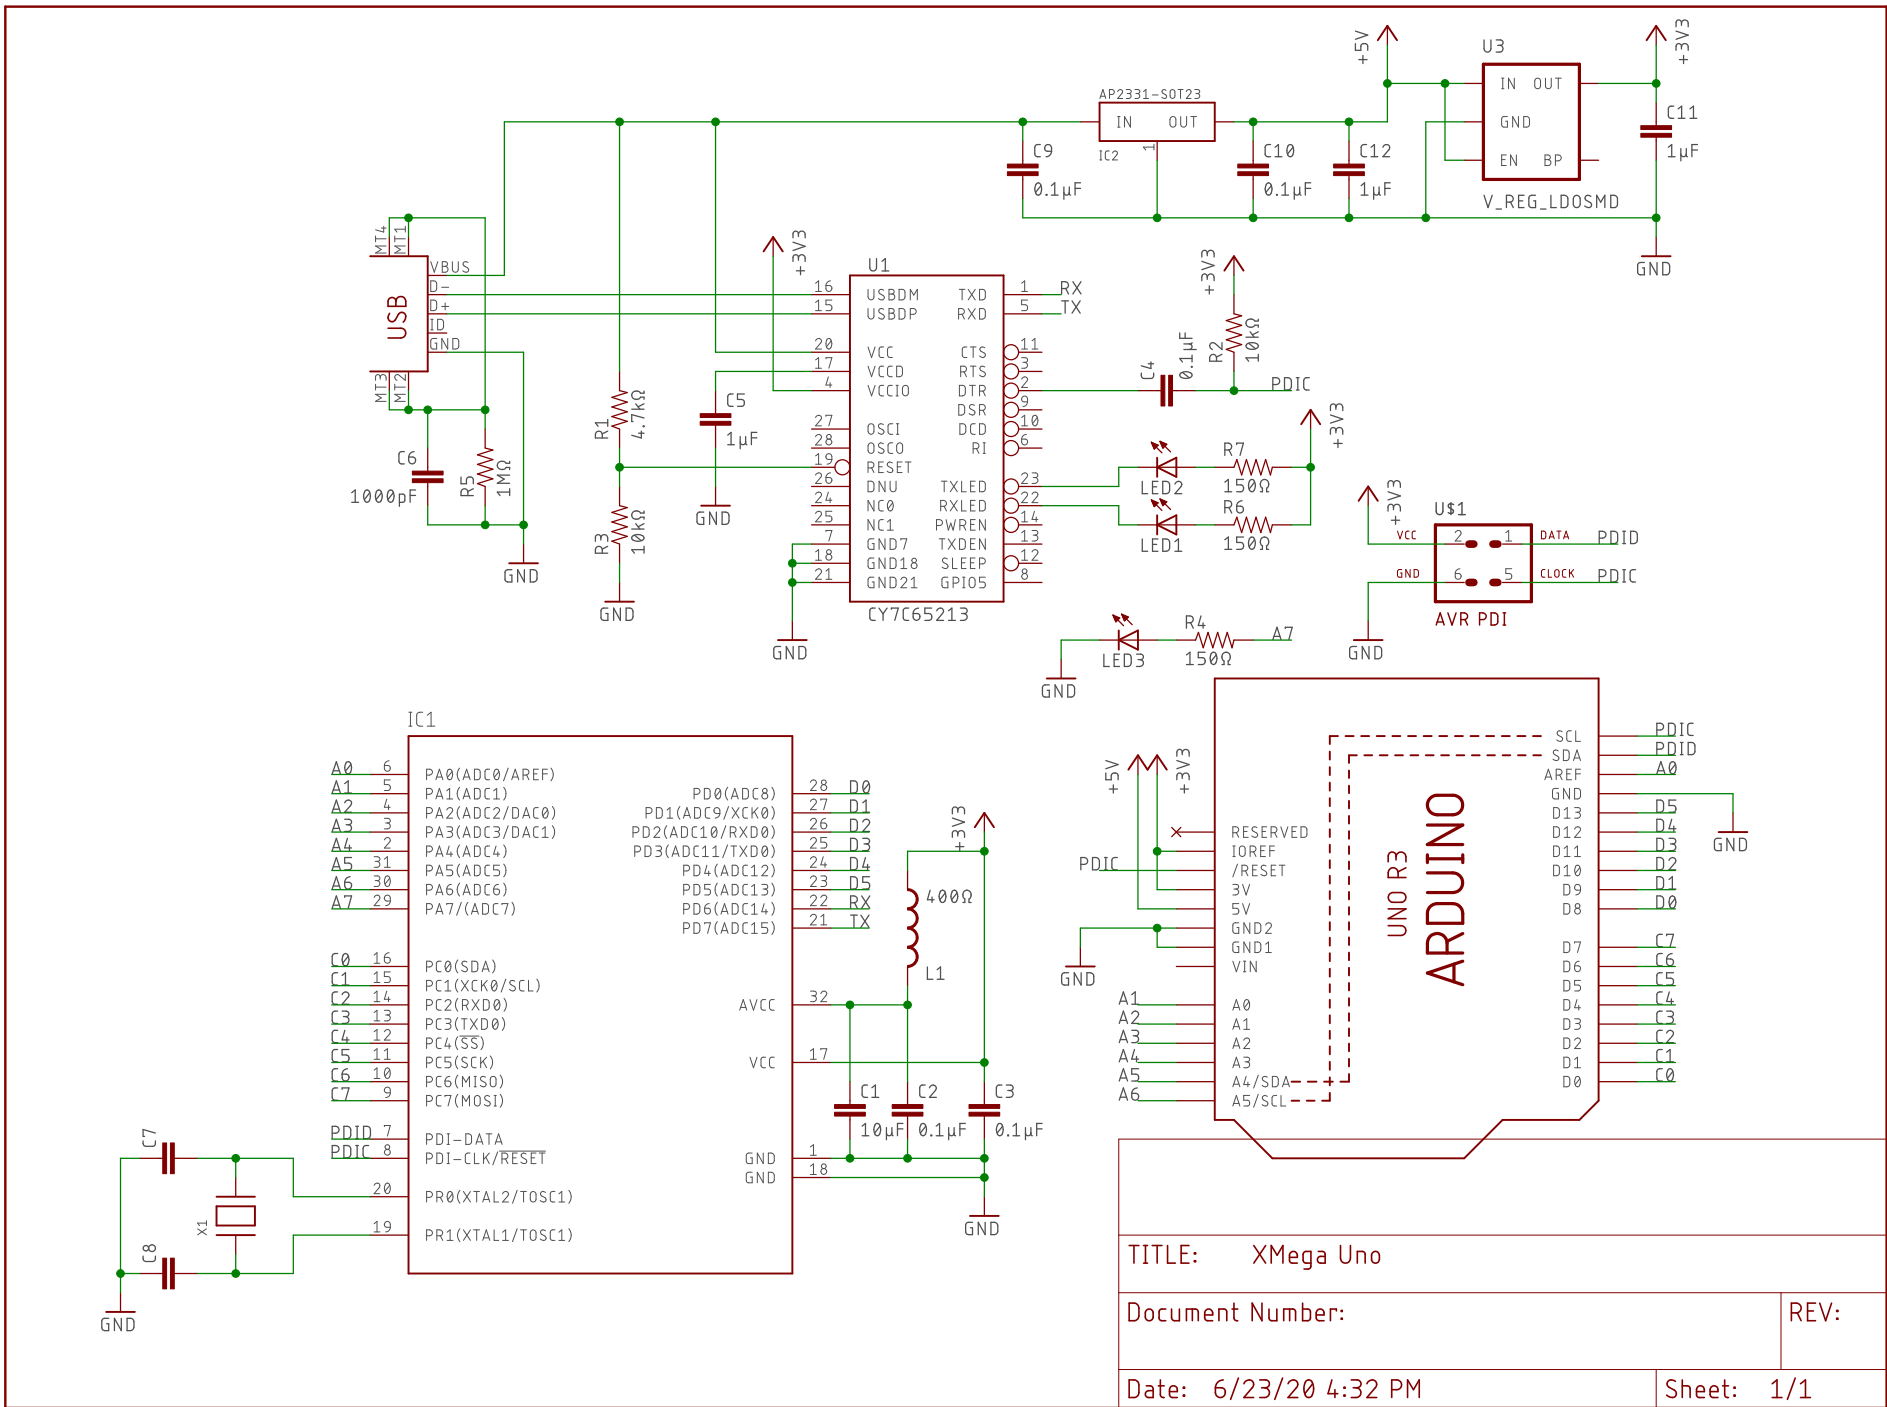 +5V
U3
+3V3
IN OUT
GND
EN BP
V_REG_LDOSMD
C11
1µF
GND
AP2331-SOT23
IN OUT
1
IC2
C9
0.1µF
C10
0.1µF
C12
1µF
MT4
MT1
USB
VBUS
D-
D+
ID
GND
MT3
MT2
C6
1000pF
R5
1MΩ
GND
R1
4.7kΩ
R3
10kΩ
GND
C5
1µF
GND
+3V3
U1
16 USBDM TXD 1 RX
15 USBDP RXD 5 TX
20 VCC CTS 11
17 VCCD RTS 3
4 VCCIO DTR 2
DSR 9
27 OSCI DCD 10
28 OSCO RI 6
19 RESET
26 DNU TXLED 23
24 NC0 RXLED 22
25 NC1 PWREN 14
7 GND7 TXDEN 13
18 GND18 SLEEP 12
21 GND21 GPIO5 8
CY7C65213
GND
+3V3
R2
10kΩ
C4
0.1µF
PDIC
+3V3
LED2
R7
150Ω
LED1
R6
150Ω
+3V3
U$1
VCC 2 1 DATA PDID
GND 6 5 CLOCK PDIC
AVR PDI
GND
LED3
R4
150Ω
A7
GND
IC1
A0 6 PA0(ADC0/AREF)
A1 5 PA1(ADC1)
A2 4 PA2(ADC2/DAC0)
A3 3 PA3(ADC3/DAC1)
A4 2 PA4(ADC4)
A5 31 PA5(ADC5)
A6 30 PA6(ADC6)
A7 29 PA7/(ADC7)
C0 16 PC0(SDA)
C1 15 PC1(XCK0/SCL)
C2 14 PC2(RXD0)
C3 13 PC3(TXD0)
C4 12 PC4(SS)
C5 11 PC5(SCK)
C6 10 PC6(MISO)
C7 9 PC7(MOSI)
PDID 7 PDI-DATA
PDIC 8 PDI-CLK/RESET
20 PR0(XTAL2/TOSC1)
19 PR1(XTAL1/TOSC1)
PD0(ADC8) 28 D0
PD1(ADC9/XCK0) 27 D1
PD2(ADC10/RXD0) 26 D2
PD3(ADC11/TXD0) 25 D3
PD4(ADC12) 24 D4
PD5(ADC13) 23 D5
PD6(ADC14) 22 RX
PD7(ADC15) 21 TX
AVCC 32
VCC 17
GND 1
GND 18
+3V3
400Ω
L1
C1
10µF
C2
0.1µF
C3
0.1µF
GND
C7
X1
C8
GND
+5V
+3V3
PDIC
GND
RESERVED
IOREF
/RESET
3V
5V
GND2
GND1
VIN
A1 A0
A2 A1
A3 A2
A4 A3
A5 A4/SDA
A6 A5/SCL
UNO R3
ARDUINO
SCL PDIC
SDA PDID
AREF A0
GND
D13 D5
D12 D4
D11 D3
D10 D2
D9 D1
D8 D0
D7 C7
D6 C6
D5 C5
D4 C4
D3 C3
D2 C2
D1 C1
D0 C0
GND
TITLE: XMega Uno
Document Number:
REV:
Date: 6/23/20 4:32 PM
Sheet: 1/1